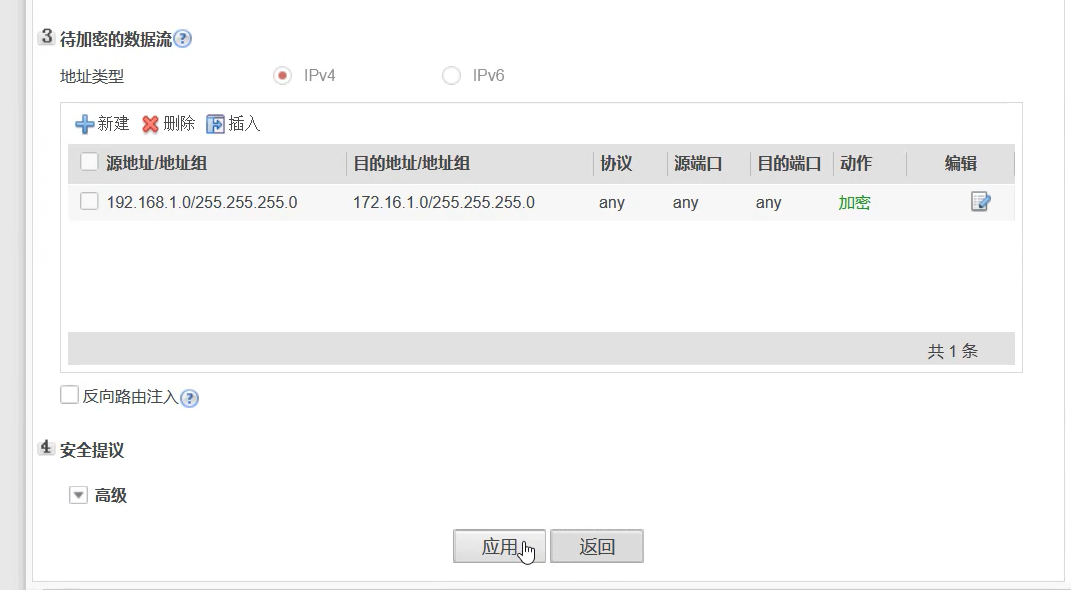 3 待加密的数据流
地址类型 IPv4 IPv6
新建 删除 插入
源地址/地址组 目的地址/地址组 协议 源端口 目的端口 动作 编辑
192.168.1.0/255.255.255.0 172.16.1.0/255.255.255.0 any any any 加密
共 1 条
反向路由注入
4 安全提议
高级
应用 返回